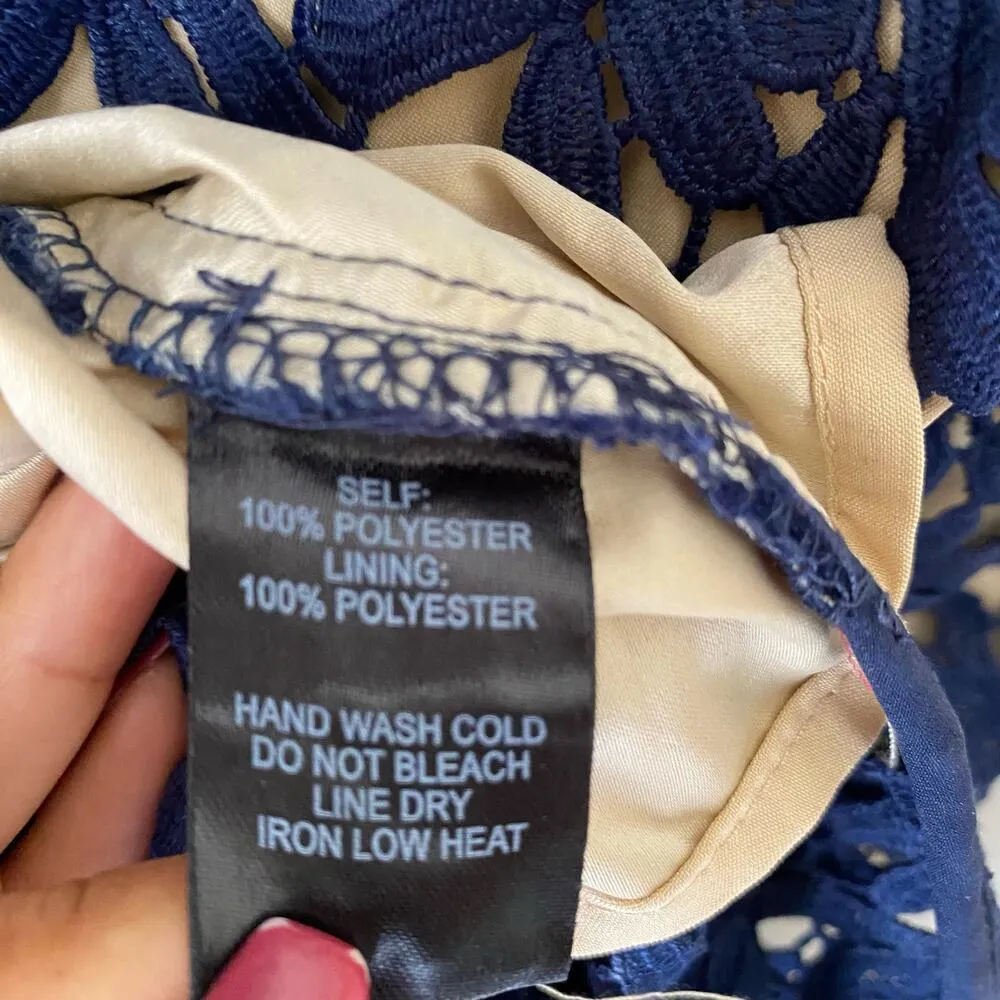 SELF:
100% POLYESTER
LINING:
100% POLYESTER
HAND WASH COLD
DO NOT BLEACH
LINE DRY
IRON LOW HEAT